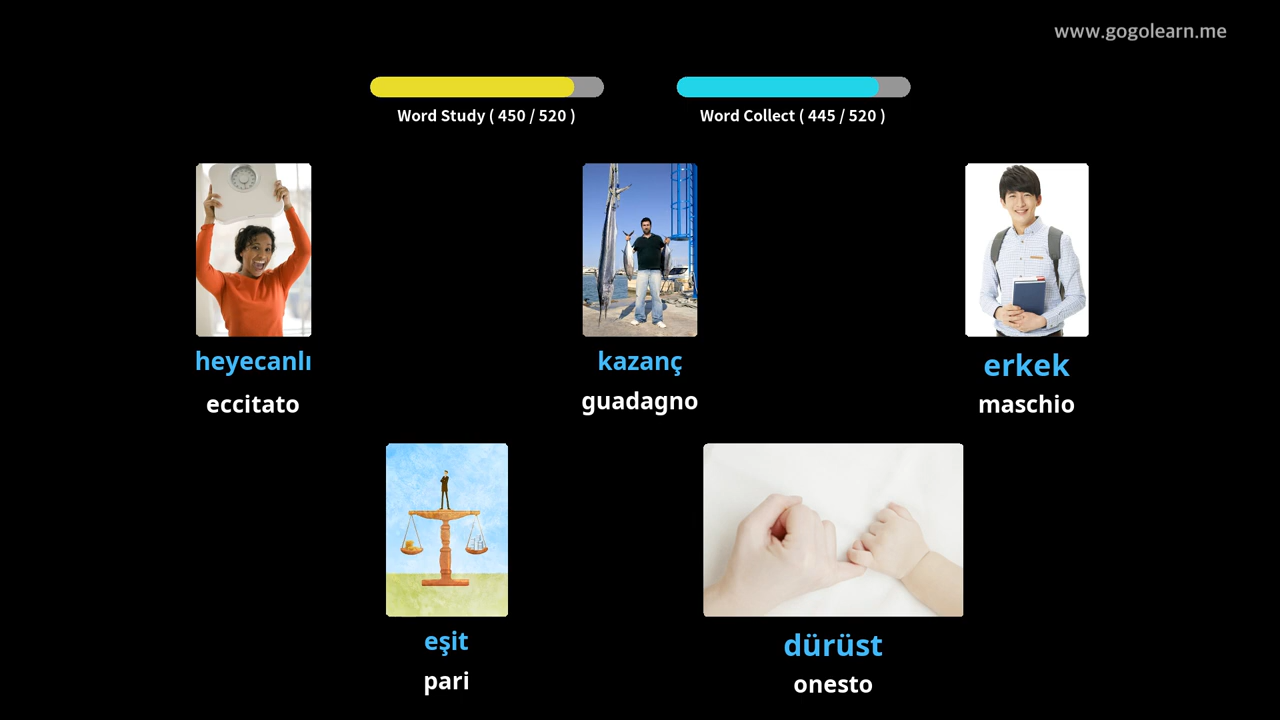 www.gogolearn.me
Word Study ( 450 / 520 )
Word Collect ( 445 / 520 )
heyecanlı
eccitato
kazanç
guadagno
erkek
maschio
eşit
pari
dürüst
onesto